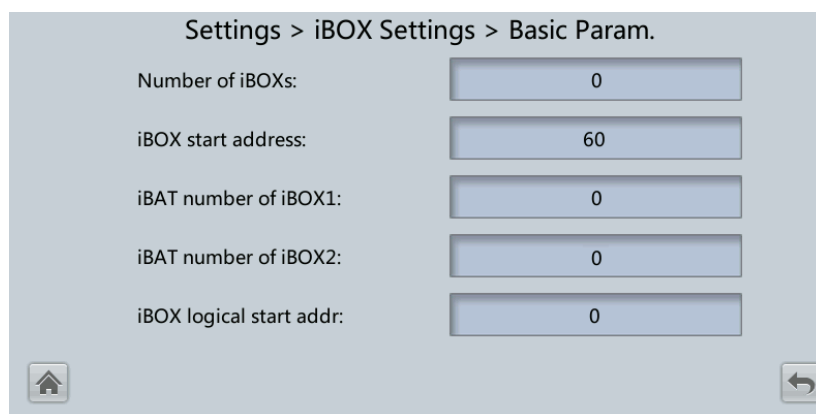 Settings > iBOX Settings > Basic Param.
Number of iBOXs: 0
iBOX start address: 60
iBAT number of iBOX1: 0
iBAT number of iBOX2: 0
iBOX logical start addr: 0